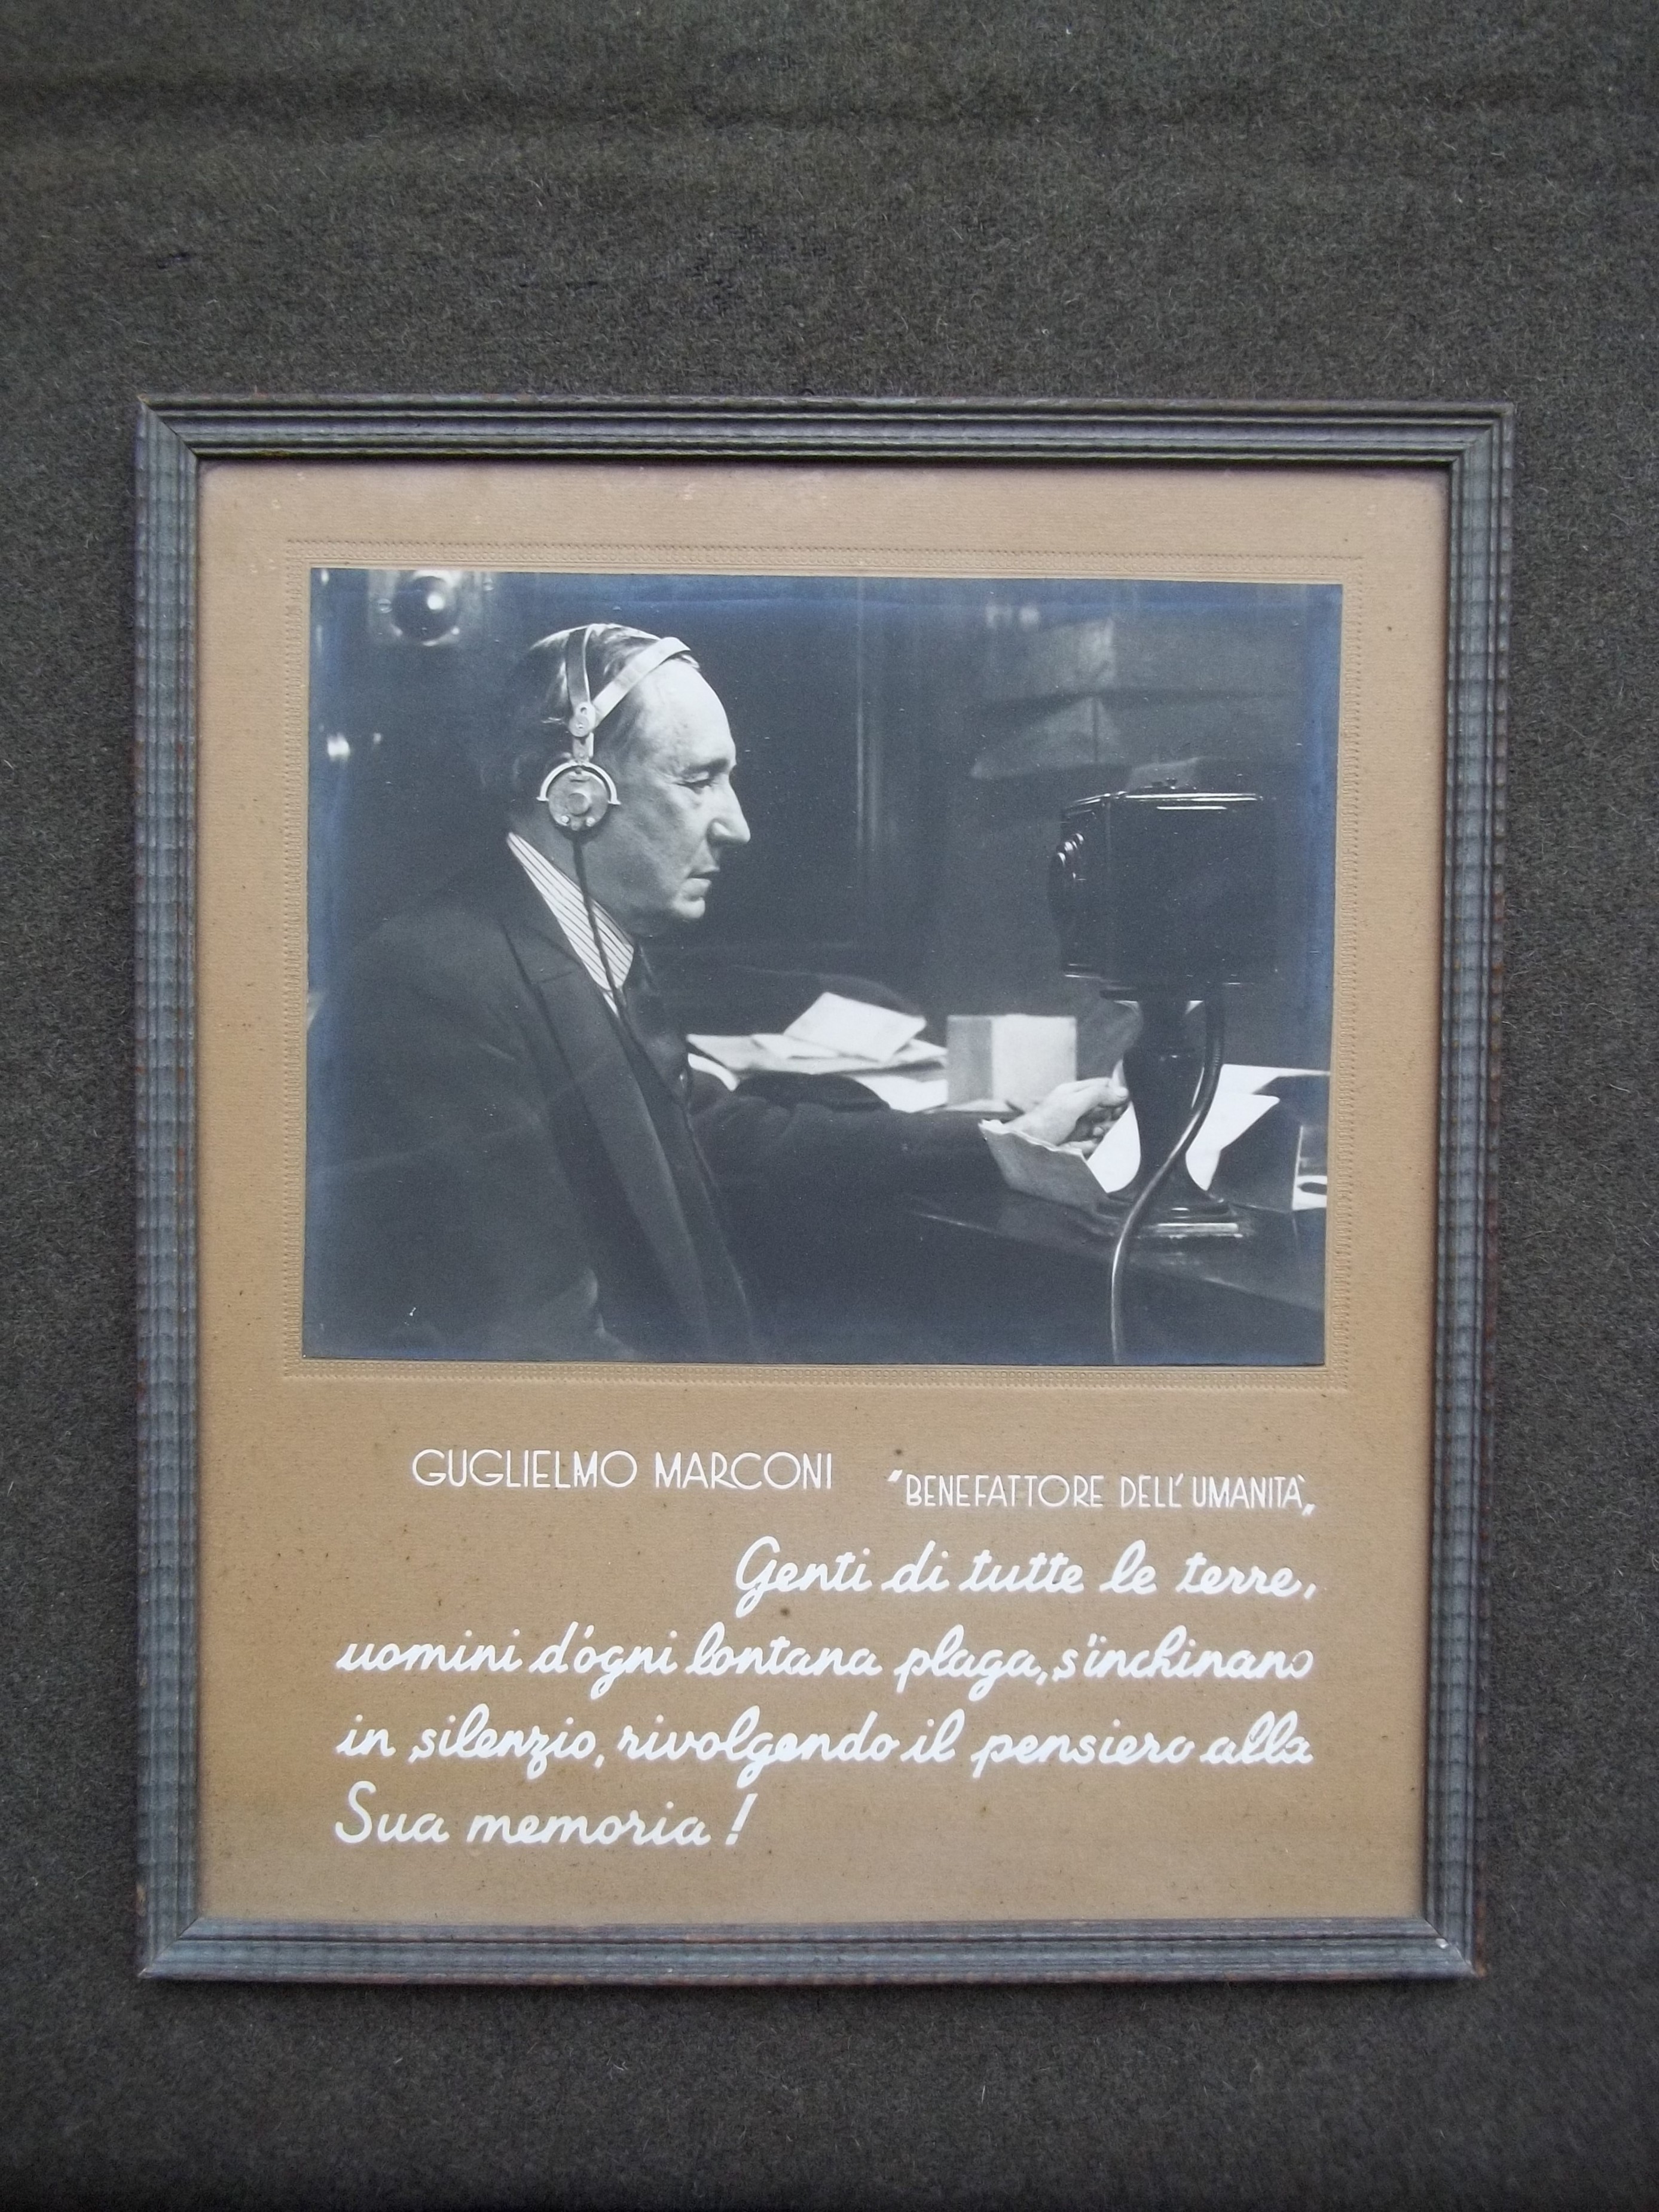 GUGLIELMO MARCONI "BENEFATTORE DELL'UMANITÀ„
Genti di tutte le terre,
uomini d'ogni lontana plaga, s'inchinano
in silenzio, rivolgendo il pensiero alla
Sua memoria!